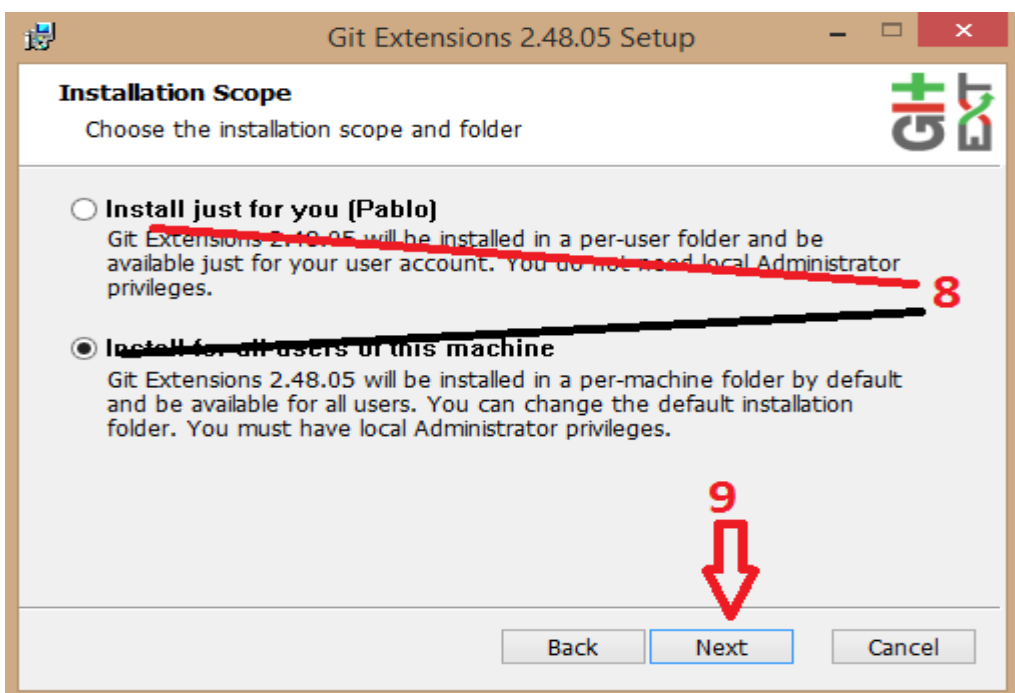 Git Extensions 2.48.05 Setup
Installation Scope
Choose the installation scope and folder
Git
Ext
Install just for you (Pablo)
Git Extensions 2.48.05 will be installed in a per-user folder and be
available just for your user account. You do not need local Administrator
privileges.
8
Install for all users of this machine
Git Extensions 2.48.05 will be installed in a per-machine folder by default
and be available for all users. You can change the default installation
folder. You must have local Administrator privileges.
9
Back
Next
Cancel